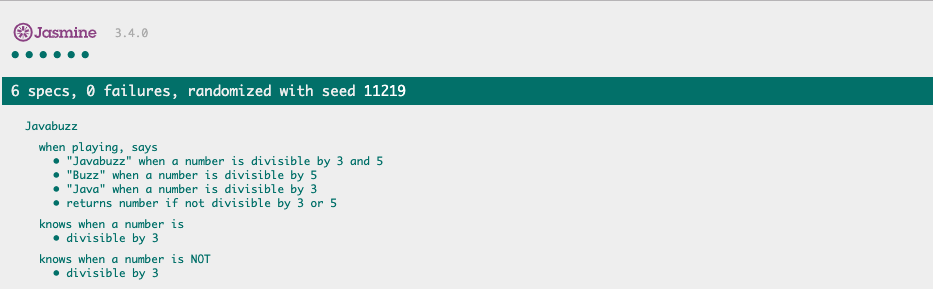 Jasmine 3.4.0
6 specs, 0 failures, randomized with seed 11219
Javabuzz
when playing, says
• "Javabuzz" when a number is divisible by 3 and 5
• "Buzz" when a number is divisible by 5
• "Java" when a number is divisible by 3
• returns number if not divisible by 3 or 5
knows when a number is
• divisible by 3
knows when a number is NOT
• divisible by 3